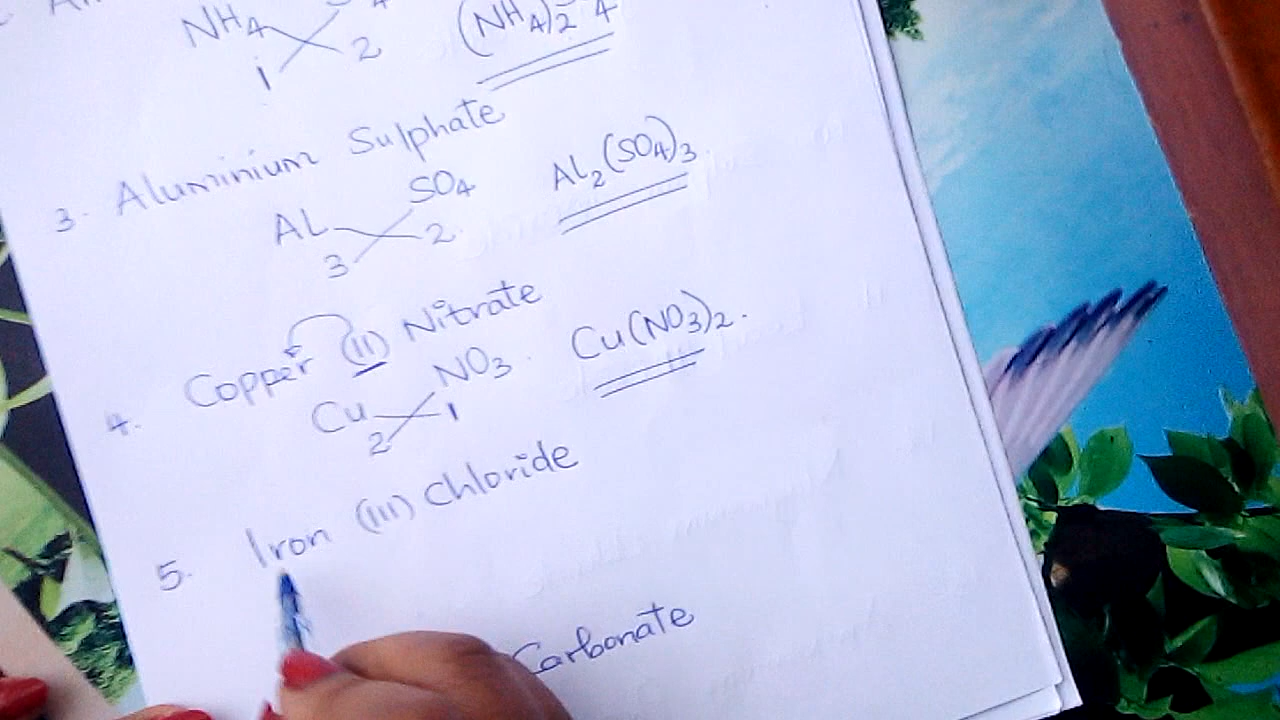 NH4 2 (NH4)2 4
1
3. Aluminium Sulphate
Al SO4 Al2(SO4)3
3 2
4. Copper (II) Nitrate
Cu NO3 Cu(NO3)2.
2 1
5. Iron (III) Chloride
Carbonate